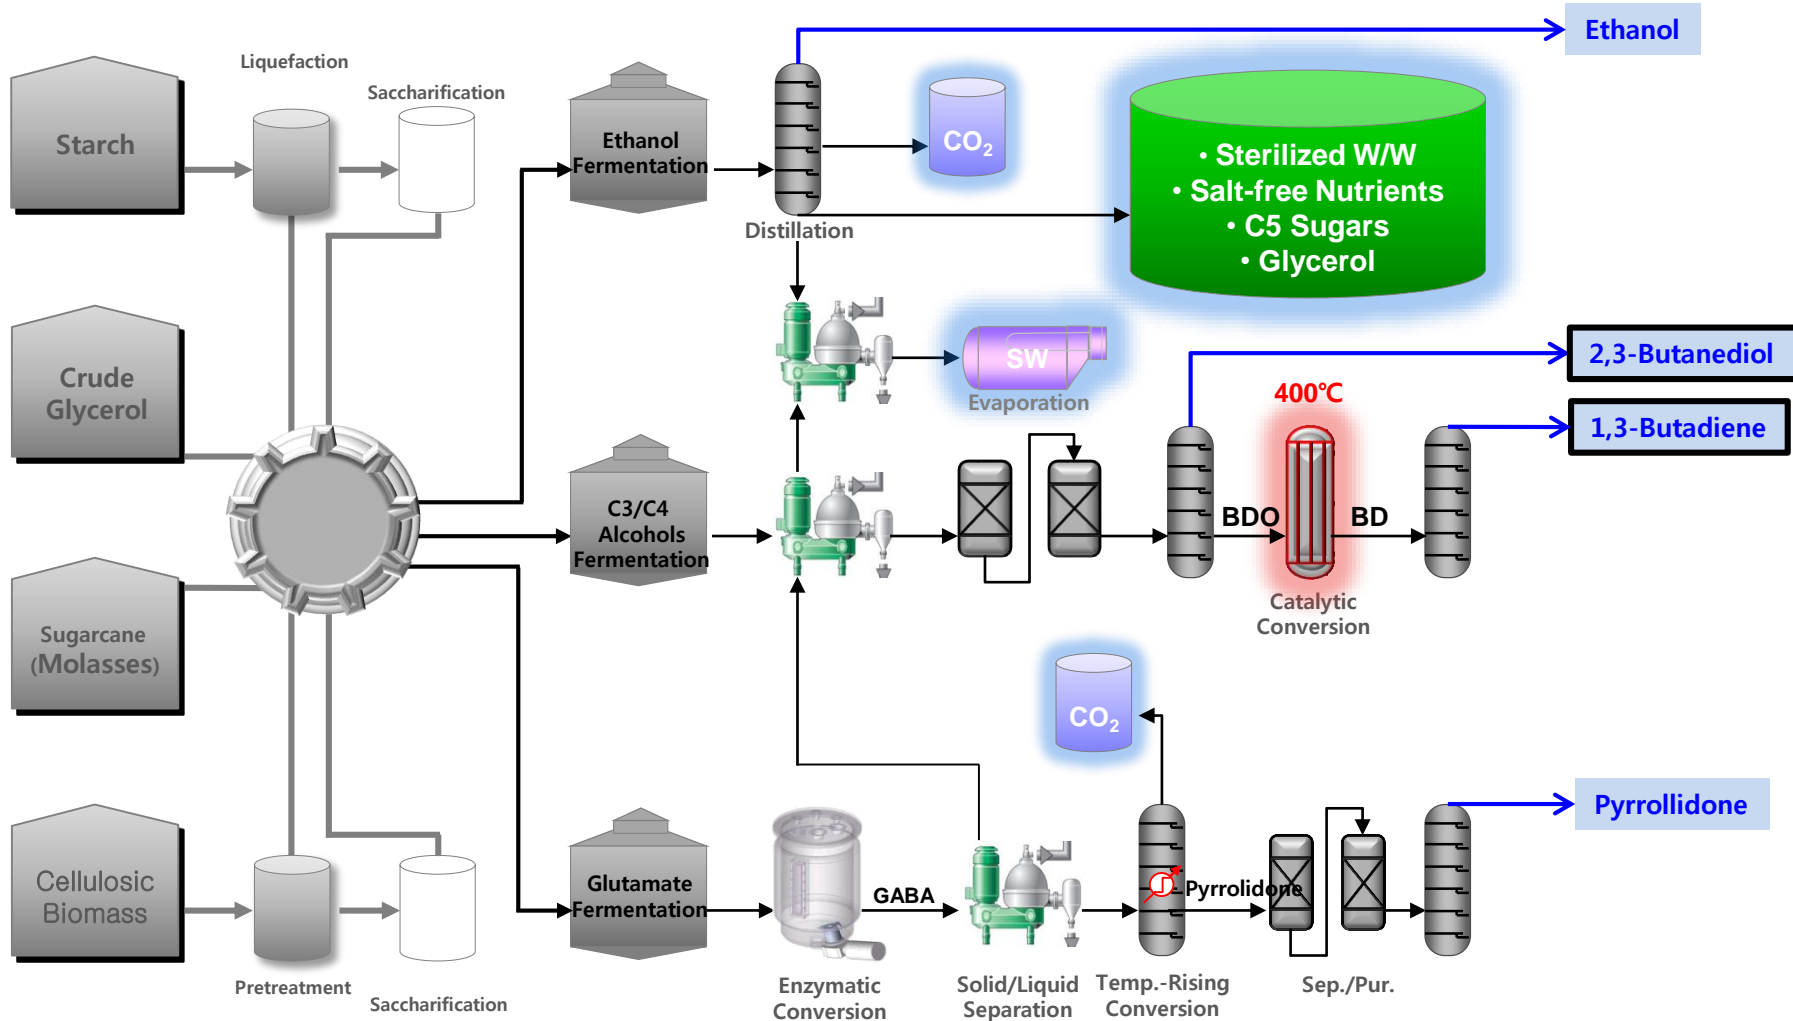 Ethanol
Liquefaction
Saccharification
Starch
Ethanol
Fermentation
CO2
• Sterilized W/W
• Salt-free Nutrients
• C5 Sugars
• Glycerol
Distillation
Crude
Glycerol
SW
Evaporation
2,3-Butanediol
400℃
1,3-Butadiene
C3/C4
Alcohols
Fermentation
BDO
BD
Catalytic
Conversion
Sugarcane
(Molasses)
CO2
Pyrrollidone
Cellulosic
Biomass
Glutamate
Fermentation
GABA
Pyrrolidone
Pretreatment
Saccharification
Enzymatic
Conversion
Solid/Liquid
Separation
Temp.-Rising
Conversion
Sep./Pur.